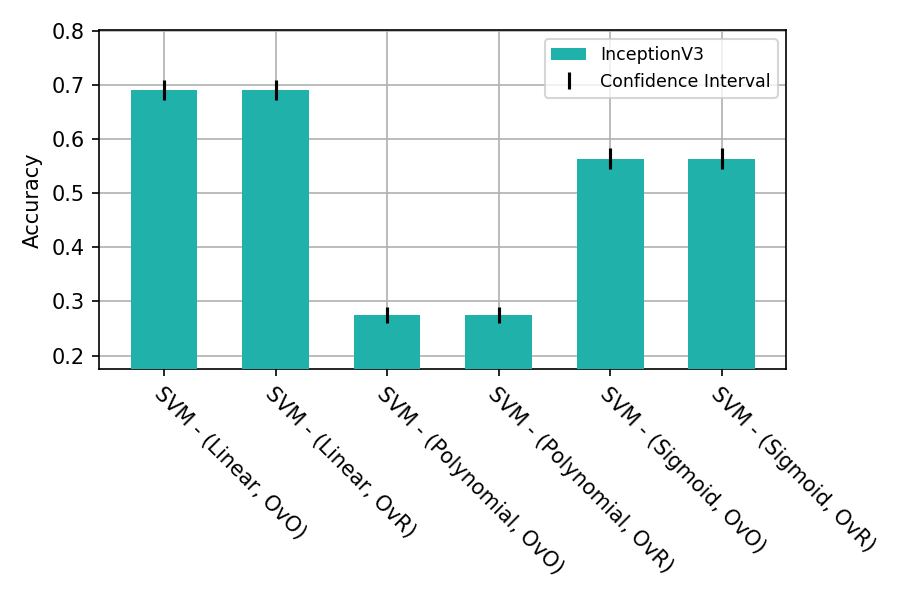 0.8
0.7
0.6
0.5
0.4
0.3
0.2
Accuracy
InceptionV3
Confidence Interval
SVM - (Linear, OvO)
SVM - (Linear, OvR)
SVM - (Polynomial, OvO)
SVM - (Polynomial, OvR)
SVM - (Sigmoid, OvO)
SVM - (Sigmoid, OvR)